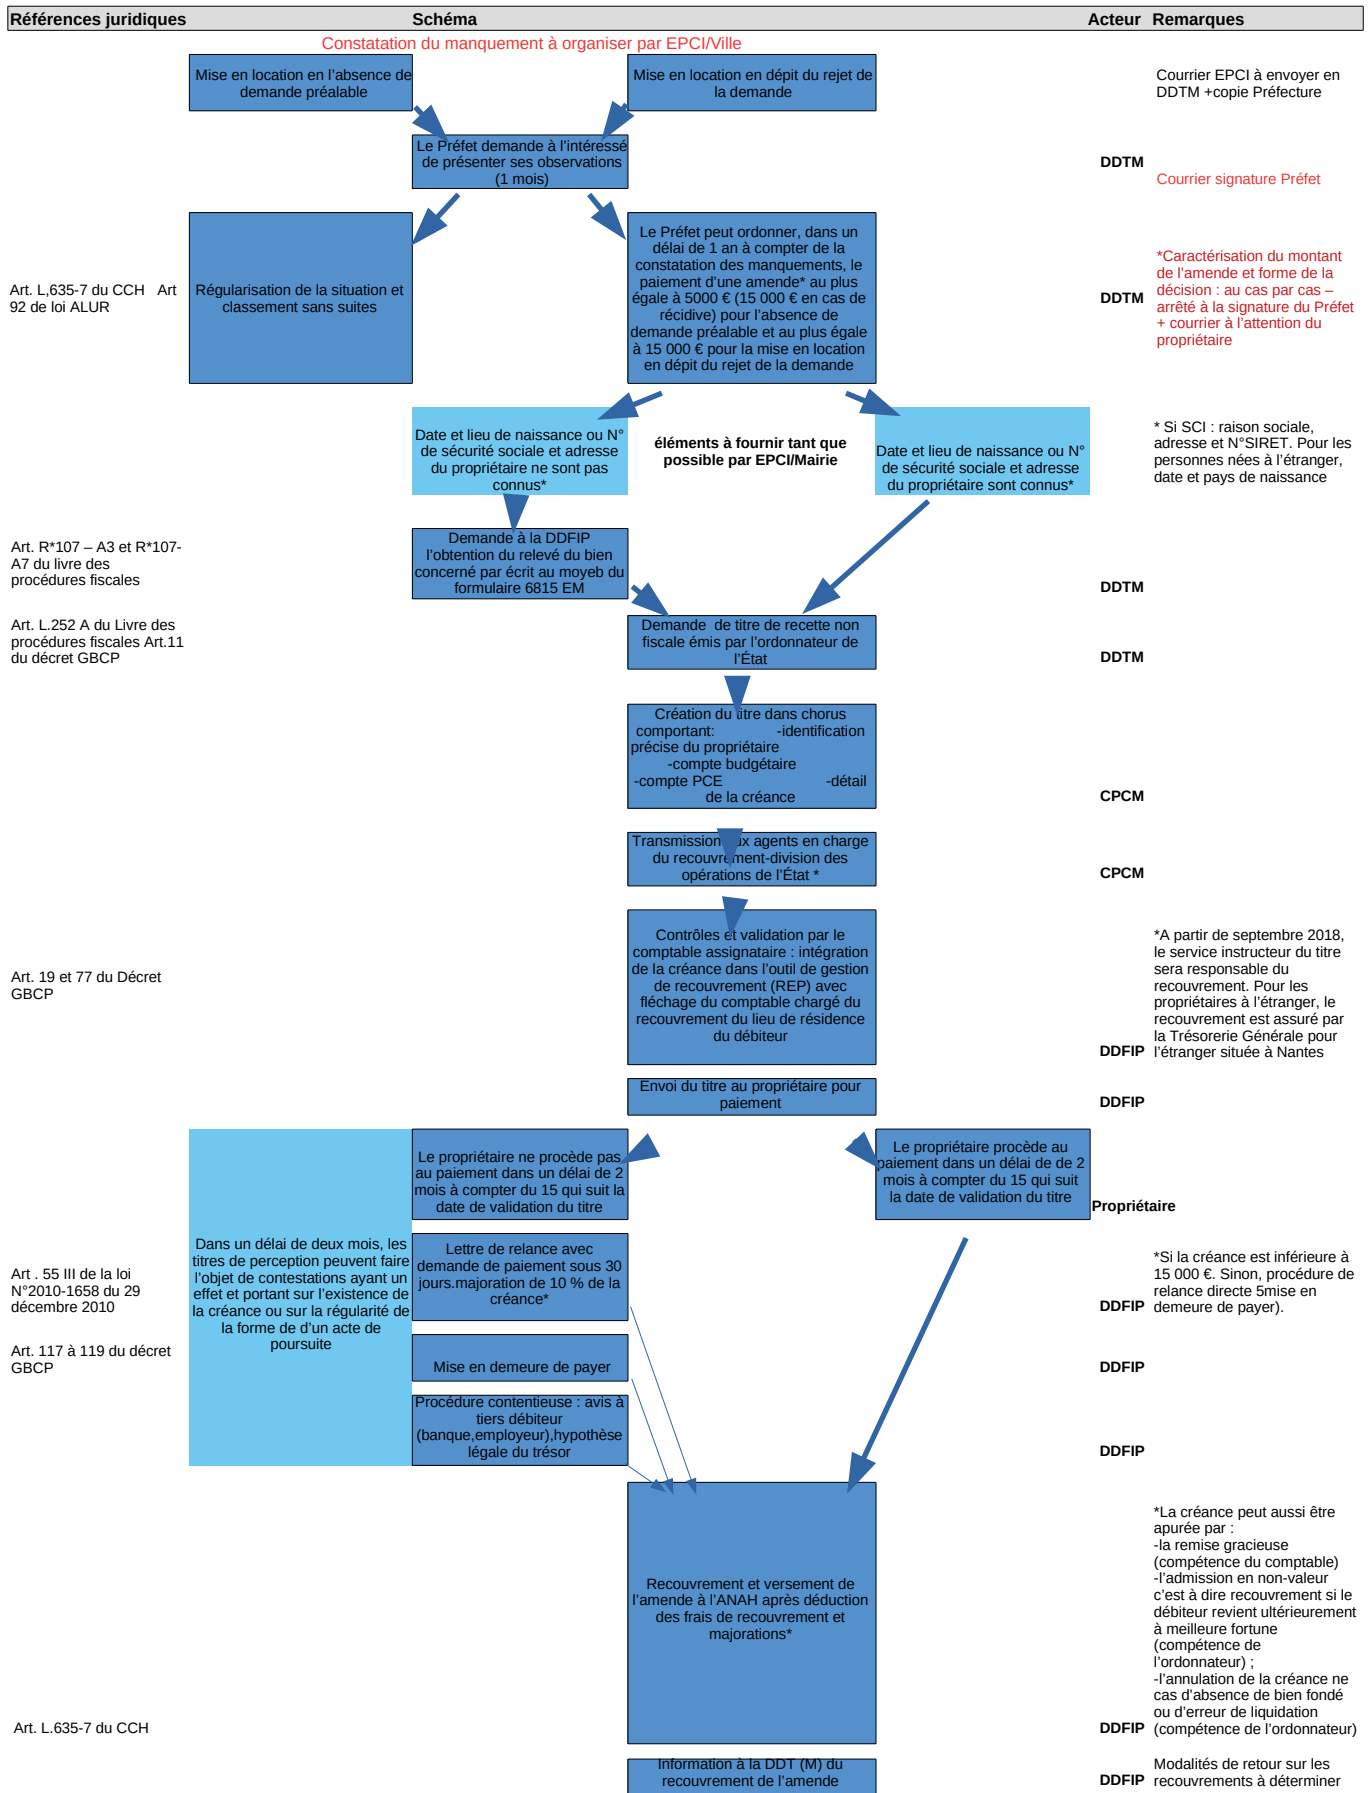 Références juridiques Schéma Acteur Remarques
Constatation du manquement à organiser par EPCI/Ville
Mise en location en l’absence de
demande préalable
Mise en location en dépit du rejet de
la demande
Courrier EPCI à envoyer en
DDTM +copie Préfecture
Le Préfet demande à l’intéressé
de présenter ses observations
(1 mois)
DDTM
Courrier signature Préfet
Art. L,635-7 du CCH Art
92 de loi ALUR
Régularisation de la situation et
classement sans suites
Le Préfet peut ordonner, dans un
délai de 1 an à compter de la
constatation des manquements, le
paiement d’une amende* au plus
égale à 5000 € (15 000 € en cas de
récidive) pour l’absence de
demande préalable et au plus égale
à 15 000 € pour la mise en location
en dépit du rejet de la demande
DDTM
*Caractérisation du montant
de l’amende et forme de la
décision : au cas par cas –
arrêté à la signature du Préfet
+ courrier à l’attention du
propriétaire
Date et lieu de naissance ou N°
de sécurité sociale et adresse
du propriétaire ne sont pas
connus*
éléments à fournir tant que
possible par EPCI/Mairie
Date et lieu de naissance ou N°
de sécurité sociale et adresse
du propriétaire sont connus*
* Si SCI : raison sociale,
adresse et N°SIRET. Pour les
personnes nées à l’étranger,
date et pays de naissance
Art. R*107 – A3 et R*107-
A7 du livre des
procédures fiscales
Demande à la DDFIP
l’obtention du relevé du bien
concerné par écrit au moyeb du
formulaire 6815 EM
DDTM
Art. L.252 A du Livre des
procédures fiscales Art.11
du décret GBCP
Demande de titre de recette non
fiscale émis par l’ordonnateur de
l’État
DDTM
Création du titre dans chorus
comportant: -identification
précise du propriétaire
-compte budgétaire
-compte PCE -détail
de la créance
CPCM
Transmission aux agents en charge
du recouvrement-division des
opérations de l’État *
CPCM
Art. 19 et 77 du Décret
GBCP
Contrôles et validation par le
comptable assignataire : intégration
de la créance dans l’outil de gestion
de recouvrement (REP) avec
fléchage du comptable chargé du
recouvrement du lieu de résidence
du débiteur
DDFIP
*A partir de septembre 2018,
le service instructeur du titre
sera responsable du
recouvrement. Pour les
propriétaires à l’étranger, le
recouvrement est assuré par
la Trésorerie Générale pour
l’étranger située à Nantes
Envoi du titre au propriétaire pour
paiement
DDFIP
Le propriétaire ne procède pas
au paiement dans un délai de 2
mois à compter du 15 qui suit la
date de validation du titre
Le propriétaire procède au
paiement dans un délai de de 2
mois à compter du 15 qui suit
la date de validation du titre
Propriétaire
Dans un délai de deux mois, les
titres de perception peuvent faire
l’objet de contestations ayant un
effet et portant sur l’existence de
la créance ou sur la régularité de
la forme de d’un acte de
poursuite
Art . 55 III de la loi
N°2010-1658 du 29
décembre 2010
Lettre de relance avec
demande de paiement sous 30
jours.majoration de 10 % de la
créance*
DDFIP
*Si la créance est inférieure à
15 000 €. Sinon, procédure de
relance directe 5mise en
demeure de payer).
Art. 117 à 119 du décret
GBCP
Mise en demeure de payer
DDFIP
Procédure contentieuse : avis à
tiers débiteur
(banque,employeur),hypothèse
légale du trésor
DDFIP
Recouvrement et versement de
l’amende à l’ANAH après déduction
des frais de recouvrement et
majorations*
*La créance peut aussi être
apurée par :
-la remise gracieuse
(compétence du comptable)
-l’admission en non-valeur
c’est à dire recouvrement si le
débiteur revient ultérieurement
à meilleure fortune
(compétence de
l’ordonnateur) ;
-l’annulation de la créance ne
cas d’absence de bien fondé
ou d’erreur de liquidation
(compétence de l’ordonnateur)
Art. L.635-7 du CCH
DDFIP
Information à la DDT (M) du
recouvrement de l’amende
DDFIP
Modalités de retour sur les
recouvrements à déterminer